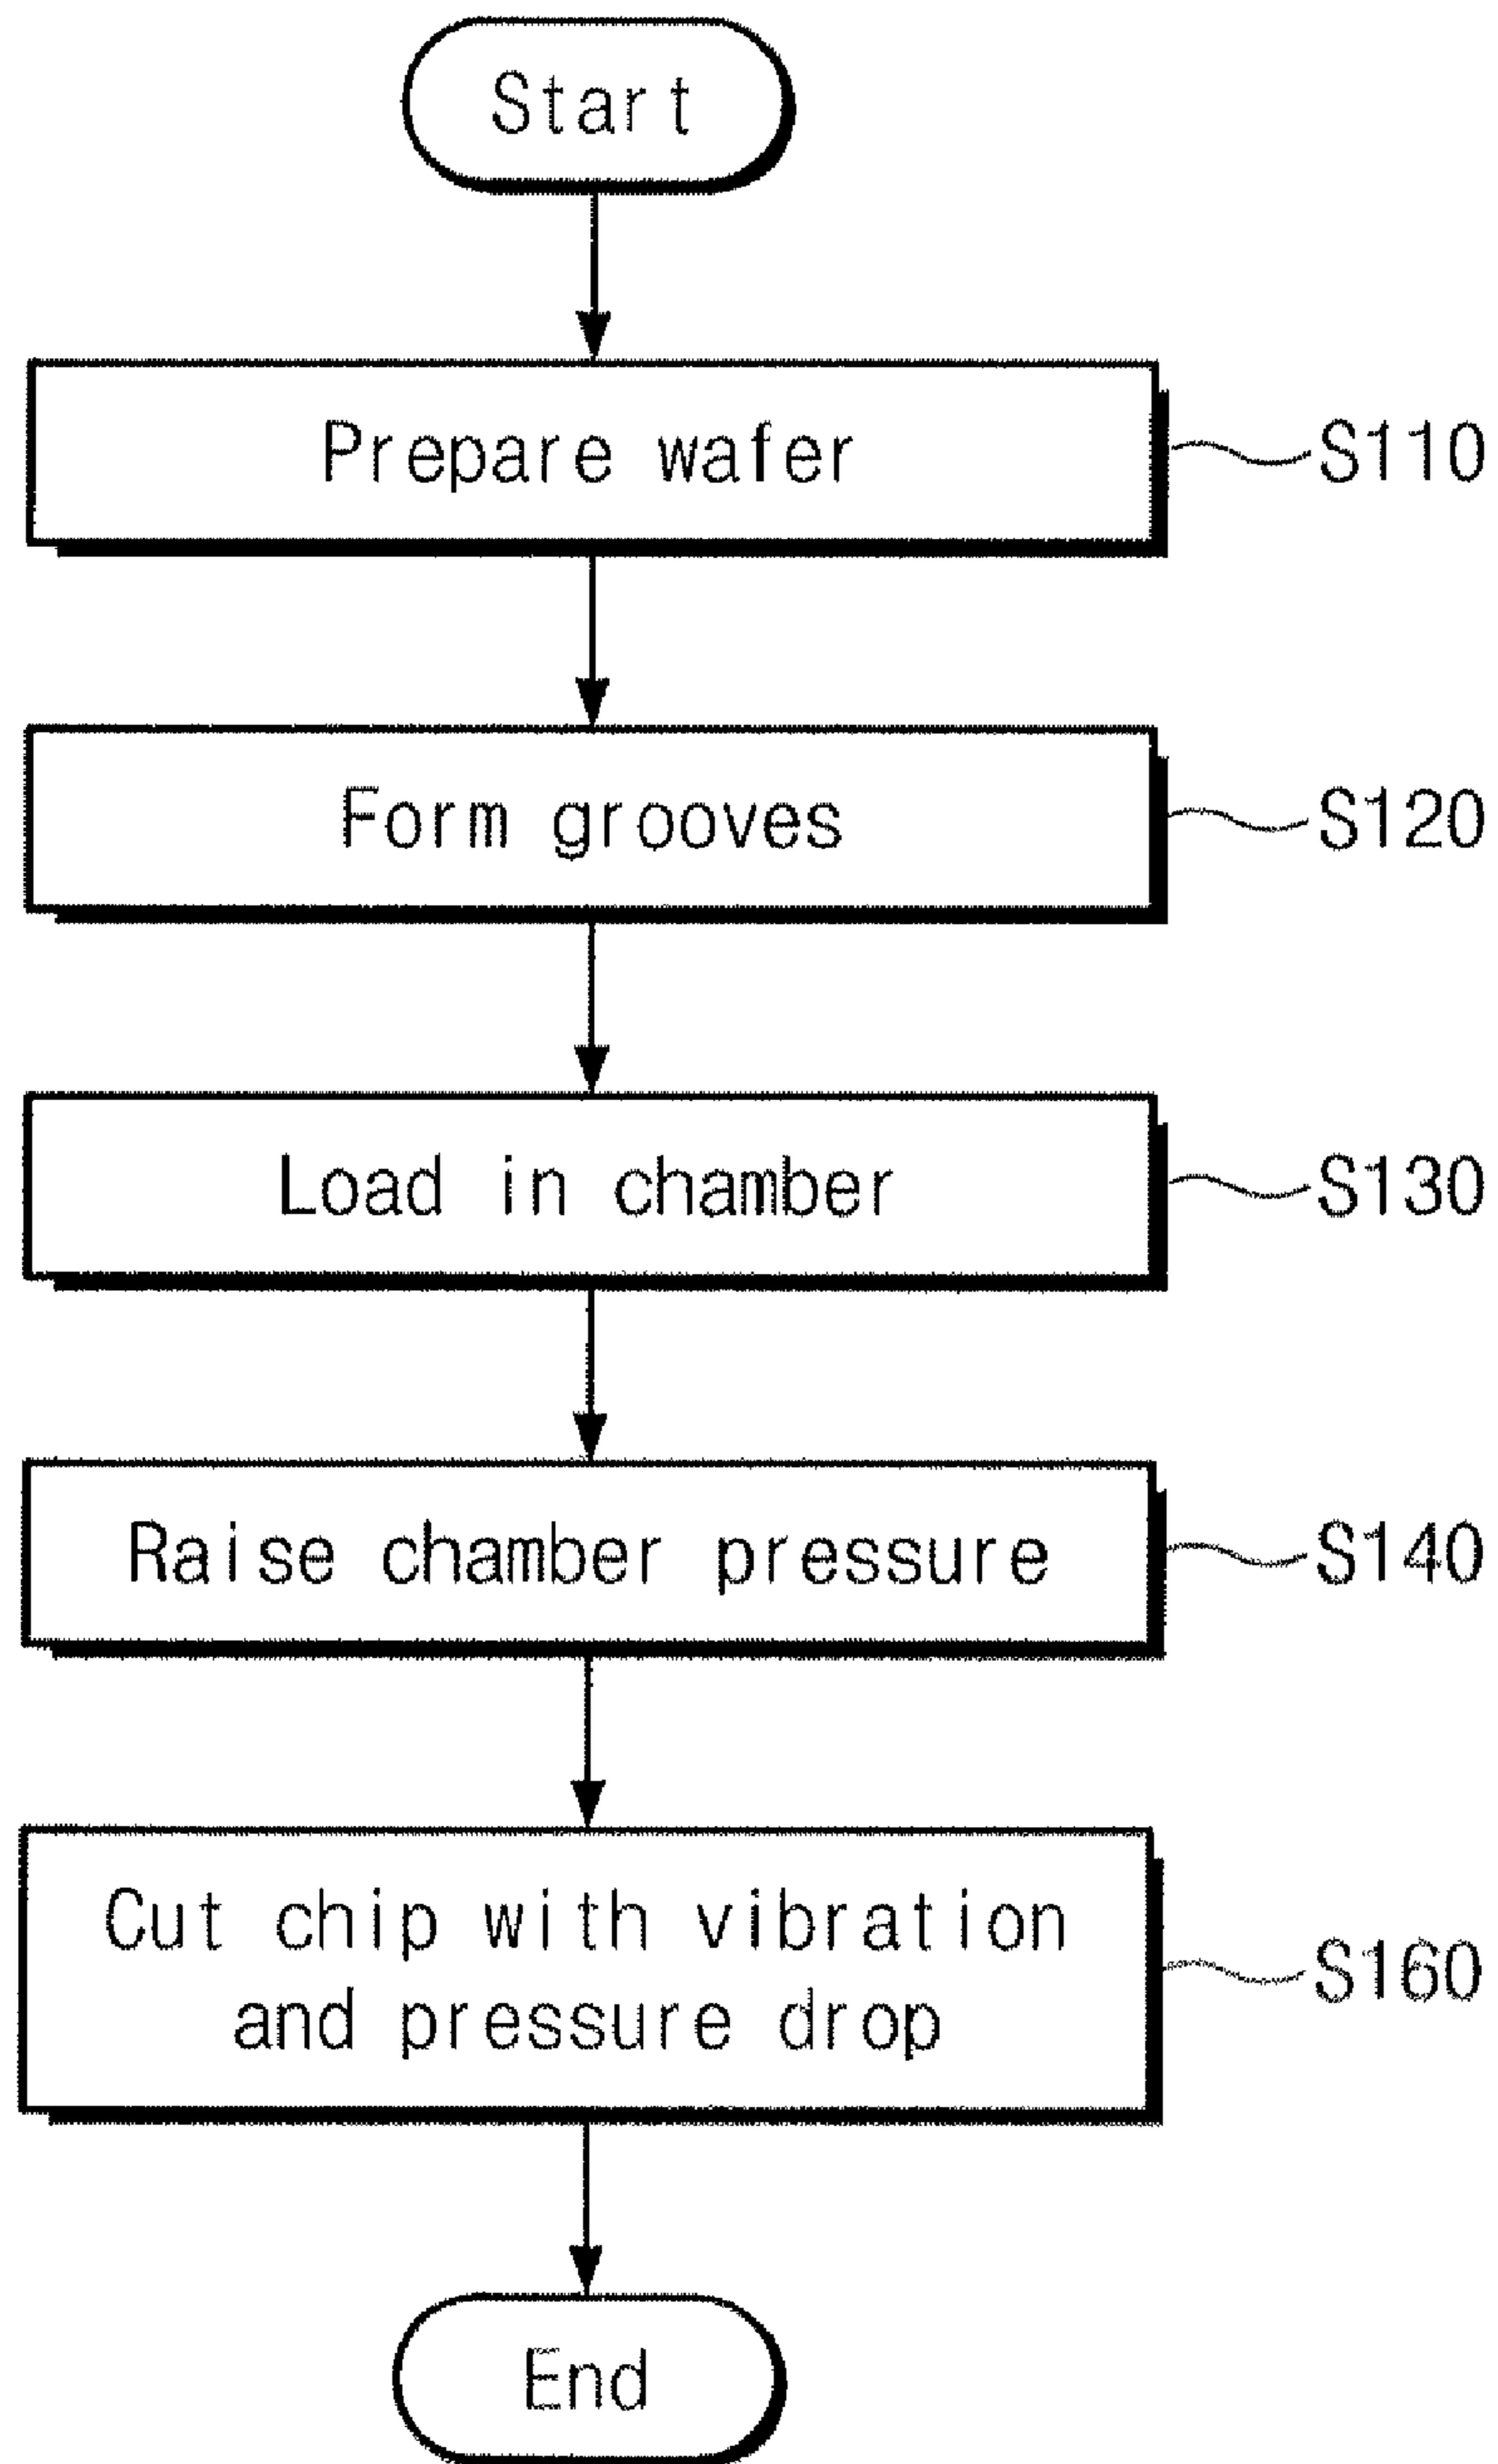 Start
Prepare wafer
S110
Form grooves
S120
Load in chamber
S130
Raise chamber pressure
S140
Cut chip with vibration
and pressure drop
S160
End